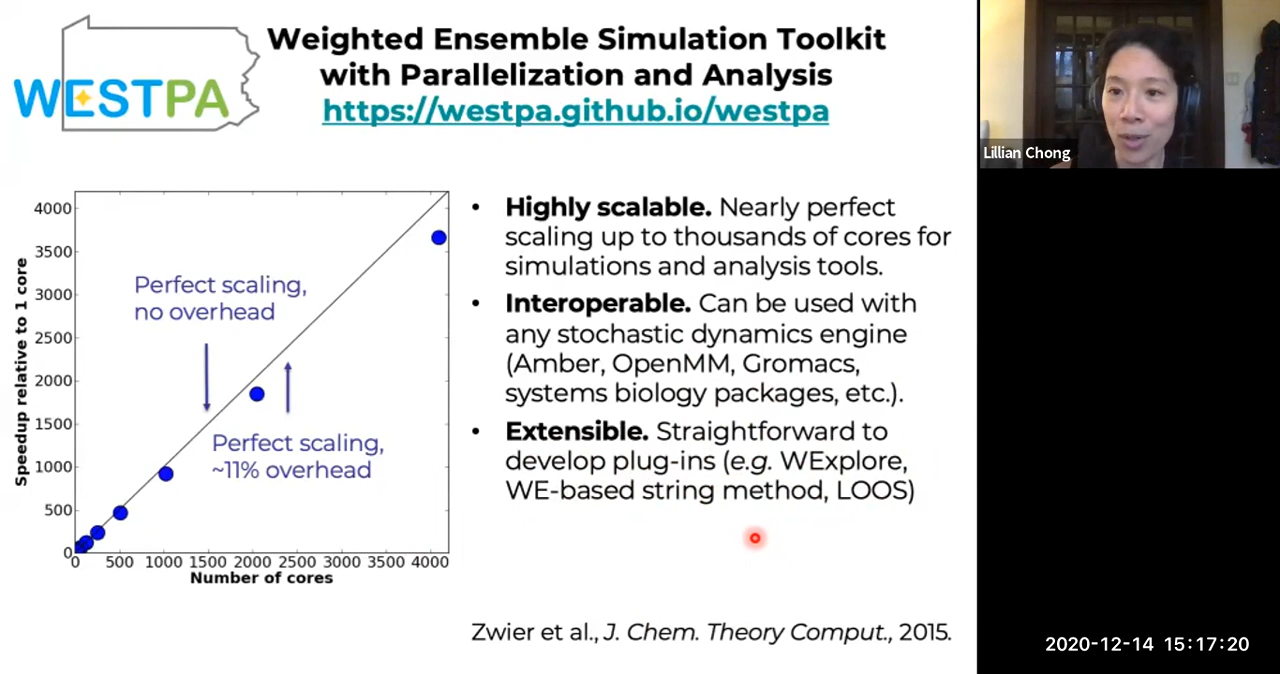 WESTPA
Weighted Ensemble Simulation Toolkit
with Parallelization and Analysis
https://westpa.github.io/westpa
Lillian Chong
Speedup relative to 1 core
4000
3500
3000
2500
2000
1500
1000
500
0
Perfect scaling,
no overhead
Perfect scaling,
~11% overhead
0 500 1000 1500 2000 2500 3000 3500 4000
Number of cores
• Highly scalable. Nearly perfect
scaling up to thousands of cores for
simulations and analysis tools.
• Interoperable. Can be used with
any stochastic dynamics engine
(Amber, OpenMM, Gromacs,
systems biology packages, etc.).
• Extensible. Straightforward to
develop plug-ins (e.g. WExplore,
WE-based string method, LOOS)
Zwier et al., J. Chem. Theory Comput., 2015.
2020-12-14 15:17:20